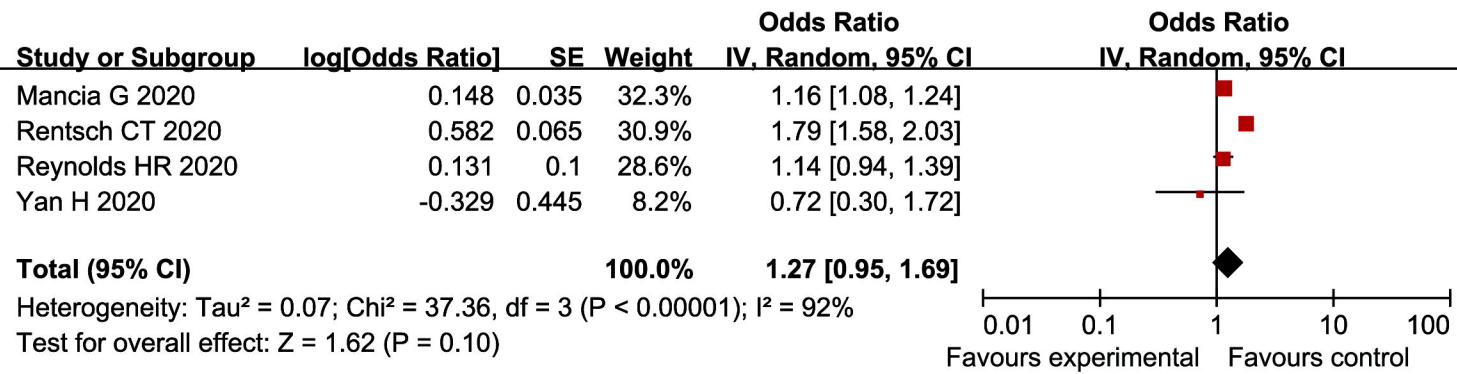 Odds Ratio Odds Ratio
Study or Subgroup log[Odds Ratio] SE Weight IV, Random, 95% CI IV, Random, 95% CI
Mancia G 2020 0.148 0.035 32.3% 1.16 [1.08, 1.24]
Rentsch CT 2020 0.582 0.065 30.9% 1.79 [1.58, 2.03]
Reynolds HR 2020 0.131 0.1 28.6% 1.14 [0.94, 1.39]
Yan H 2020 -0.329 0.445 8.2% 0.72 [0.30, 1.72]
Total (95% CI) 100.0% 1.27 [0.95, 1.69]
Heterogeneity: Tau² = 0.07; Chi² = 37.36, df = 3 (P < 0.00001); I² = 92%
Test for overall effect: Z = 1.62 (P = 0.10)
0.01 0.1 1 10 100
Favours experimental Favours control